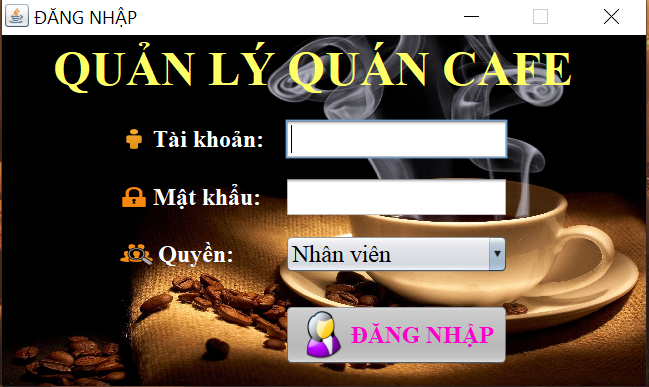 ĐĂNG NHẬP
QUẢN LÝ QUÁN CAFE
Tài khoản:
Mật khẩu:
Quyền: Nhân viên
ĐĂNG NHẬP